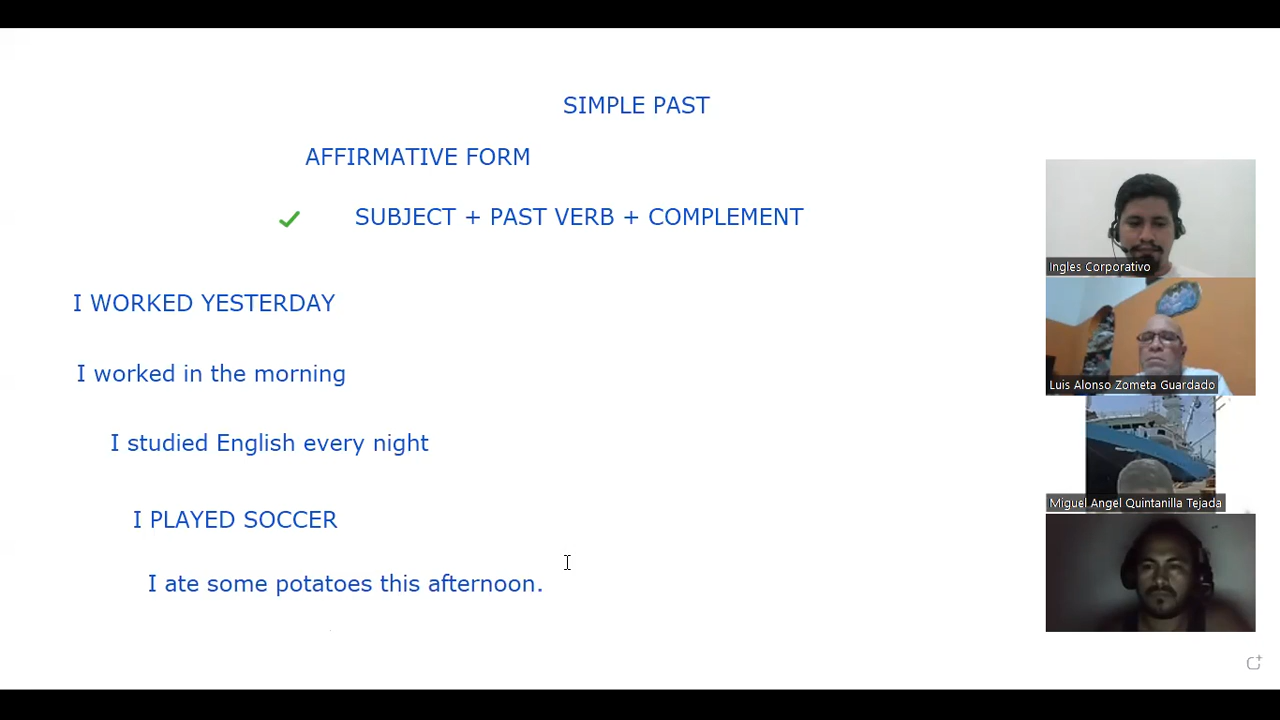 SIMPLE PAST
AFFIRMATIVE FORM
SUBJECT + PAST VERB + COMPLEMENT
I WORKED YESTERDAY
I worked in the morning
I studied English every night
I PLAYED SOCCER
I ate some potatoes this afternoon.
Ingles Corporativo
Luis Alonso Zometa Guardado
Miguel Angel Quintanilla Tejada